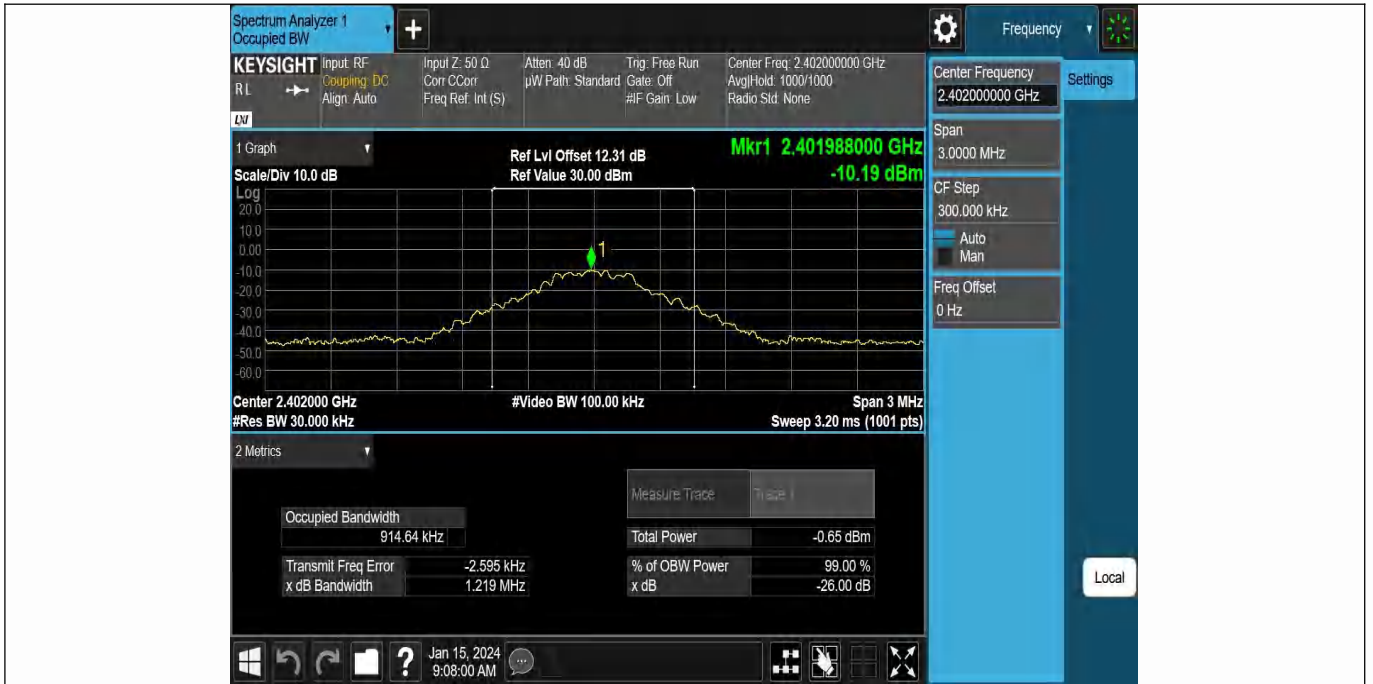 Spectrum Analyzer 1
Occupied BW
+
Frequency
KEYSIGHT
R L
LXI
Input: RF
Coupling: DC
Align: Auto
Input Z: 50 Ω
Corr CCorr
Freq Ref: Int (S)
Atten: 40 dB
µW Path: Standard
Trig: Free Run
Gate: Off
#IF Gain: Low
Center Freq: 2.402000000 GHz
Avg|Hold: 1000/1000
Radio Std: None
Center Frequency
2.402000000 GHz
Settings
Span
3.0000 MHz
CF Step
300.000 kHz
Auto
Man
Freq Offset
0 Hz
Local
1 Graph
Scale/Div 10.0 dB
Ref Lvl Offset 12.31 dB
Ref Value 30.00 dBm
Mkr1 2.401988000 GHz
-10.19 dBm
Log
20.0
10.0
0.00
-10.0
-20.0
-30.0
-40.0
-50.0
-60.0
1
Center 2.402000 GHz
#Res BW 30.000 kHz
#Video BW 100.00 kHz
Span 3 MHz
Sweep 3.20 ms (1001 pts)
2 Metrics
Measure Trace
Trace 1
Occupied Bandwidth
914.64 kHz
Total Power
-0.65 dBm
Transmit Freq Error
-2.595 kHz
% of OBW Power
99.00 %
x dB Bandwidth
1.219 MHz
x dB
-26.00 dB
?
Jan 15, 2024
9:08:00 AM